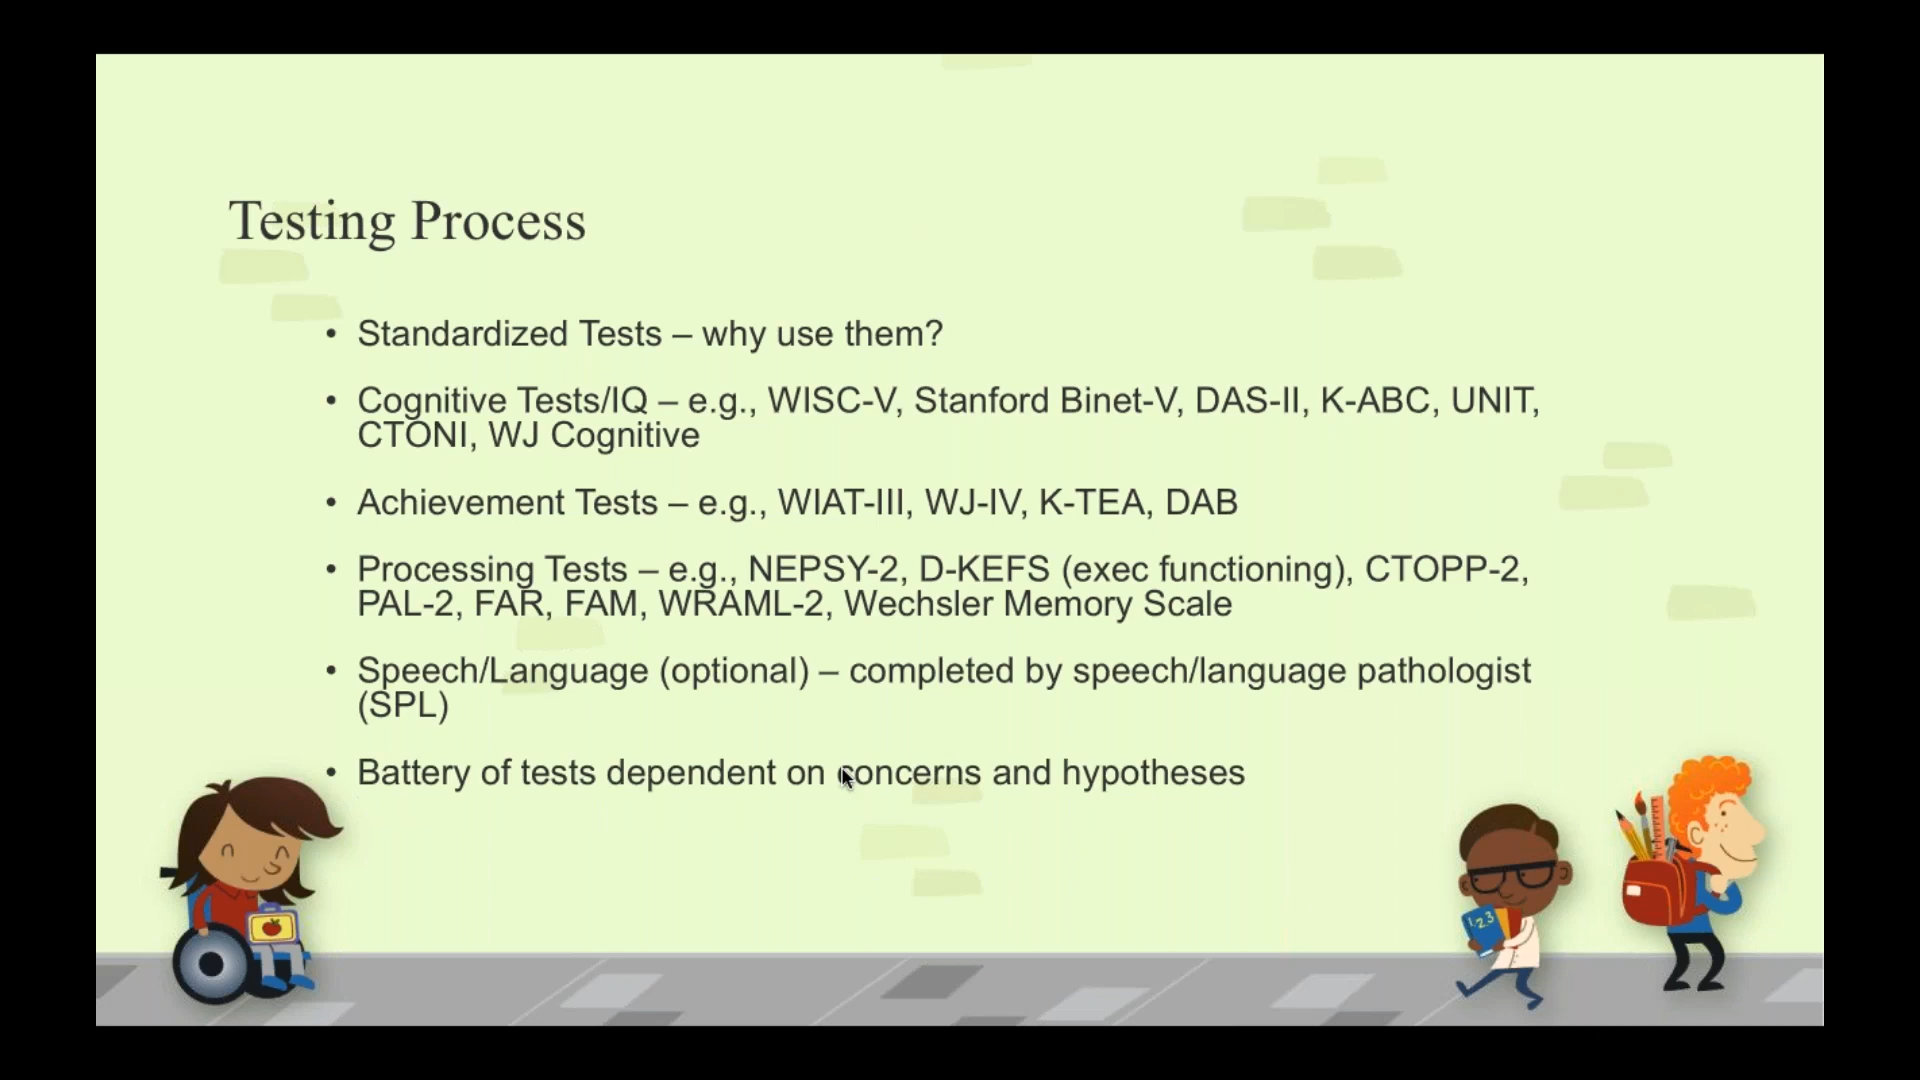 Testing Process
• Standardized Tests – why use them?
• Cognitive Tests/IQ – e.g., WISC-V, Stanford Binet-V, DAS-II, K-ABC, UNIT,
CTONI, WJ Cognitive
• Achievement Tests – e.g., WIAT-III, WJ-IV, K-TEA, DAB
• Processing Tests – e.g., NEPSY-2, D-KEFS (exec functioning), CTOPP-2,
PAL-2, FAR, FAM, WRAML-2, Wechsler Memory Scale
• Speech/Language (optional) – completed by speech/language pathologist
(SPL)
• Battery of tests dependent on concerns and hypotheses
1,2,3